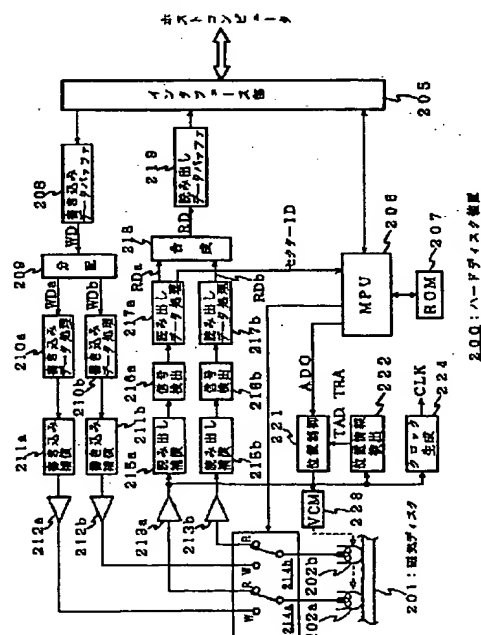 ホストコンピュータ
インタフェース部
205
208
書き込み
データバッファ
219
読み出し
データバッファ
WD
RD
209
分配
218
合成
WDa
WDb
RDa
RDb
セクターID
210a
書き込み
データ処理
書き込み
データ処理
210b
217a
読み出し
データ処理
読み出し
データ処理
217b
216a
信号検出
信号検出
216b
211a
書き込み
補償
書き込み
補償
211b
215a
読み出し
補償
読み出し
補償
215b
212a
212b
213a
213b
MPU
206
ROM
207
ADO
221
位置制御
TAD
TRA
位置情報
検出
222
CLK
クロック
生成
224
VCM
223
W
R
W
R
214a
214b
202a
202b
201:磁気ディスク
200:ハードディスク装置